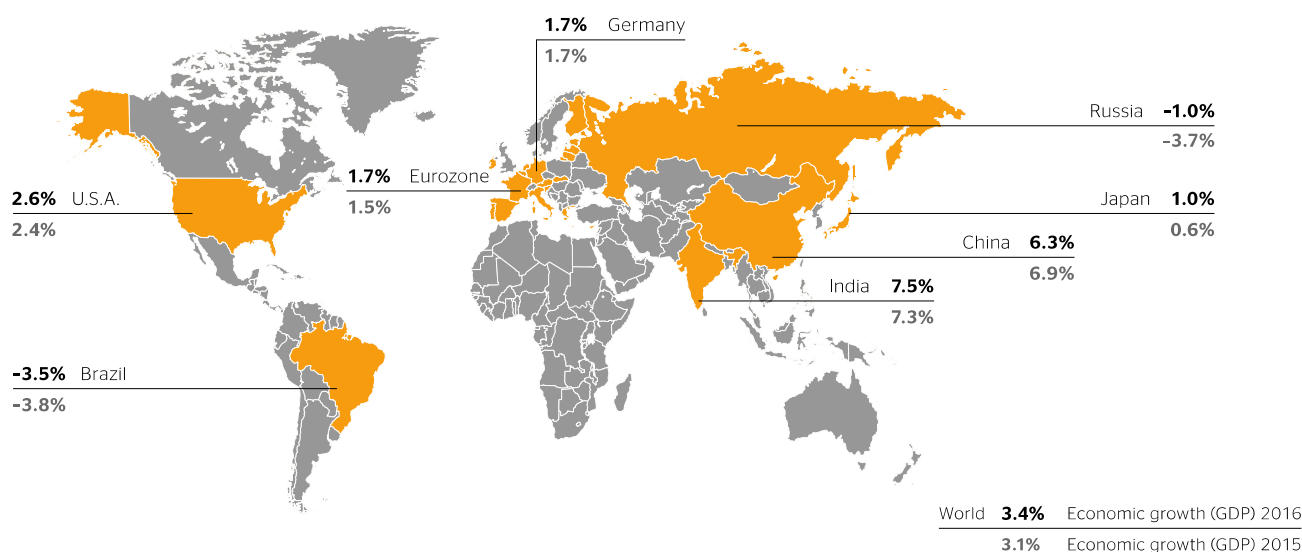 1.7% Germany
1.7%
Russia –1.0%
–3.7%
1.7% Eurozone
1.5%
2.6% U.S.A.
2.4%
Japan 1.0%
0.6%
China 6.3%
6.9%
India 7.5%
7.3%
–3.5% Brazil
–3.8%
World 3.4% Economic growth (GDP) 2016
3.1% Economic growth (GDP) 2015